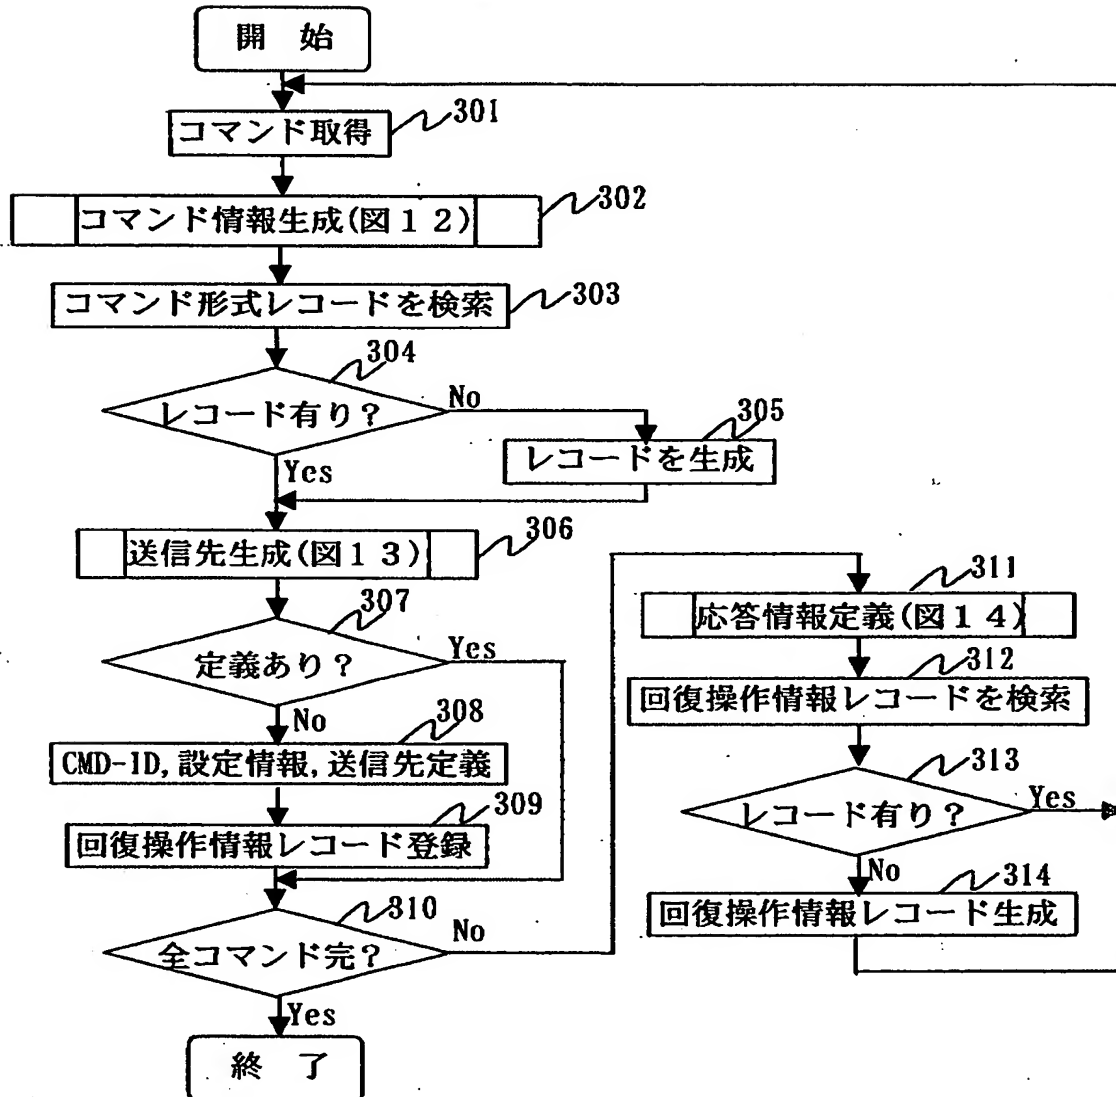 開 始
コマンド取得
301
コマンド情報生成(図12)
302
コマンド形式レコードを検索
303
304
レコード有り?
No
Yes
305
レコードを生成
送信先生成(図13)
306
307
定義あり?
Yes
No
308
CMD-ID,設定情報,送信先定義
309
回復操作情報レコード登録
310
全コマンド完?
No
Yes
終 了
311
応答情報定義(図14)
312
回復操作情報レコードを検索
313
レコード有り?
Yes
No
314
回復操作情報レコード生成